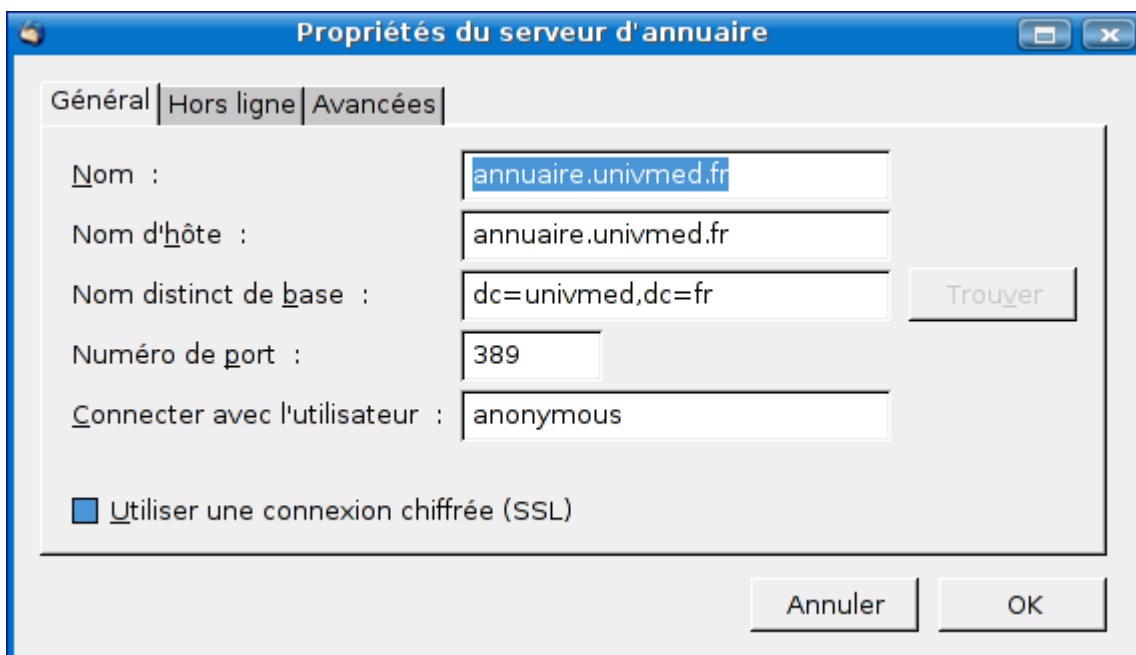 Propriétés du serveur d'annuaire
Général Hors ligne Avancées
Nom : annuaire.univmed.fr
Nom d'hôte : annuaire.univmed.fr
Nom distinct de base : dc=univmed,dc=fr Trouver
Numéro de port : 389
Connecter avec l'utilisateur : anonymous
Utiliser une connexion chiffrée (SSL)
Annuler OK